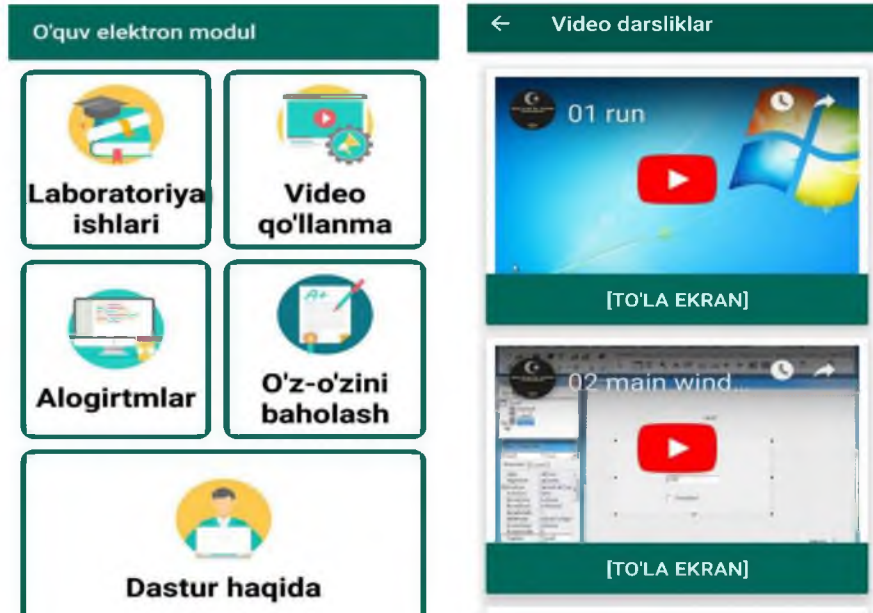 O'quv elektron modul
Laboratoriya
ishlari
Video
qo'llanma
Alogirtmlar
A+
O'z-o'zini
baholash
Dastur haqida
← Video darsliklar
01 run
[TO'LA EKRAN]
02 main wind...
[TO'LA EKRAN]